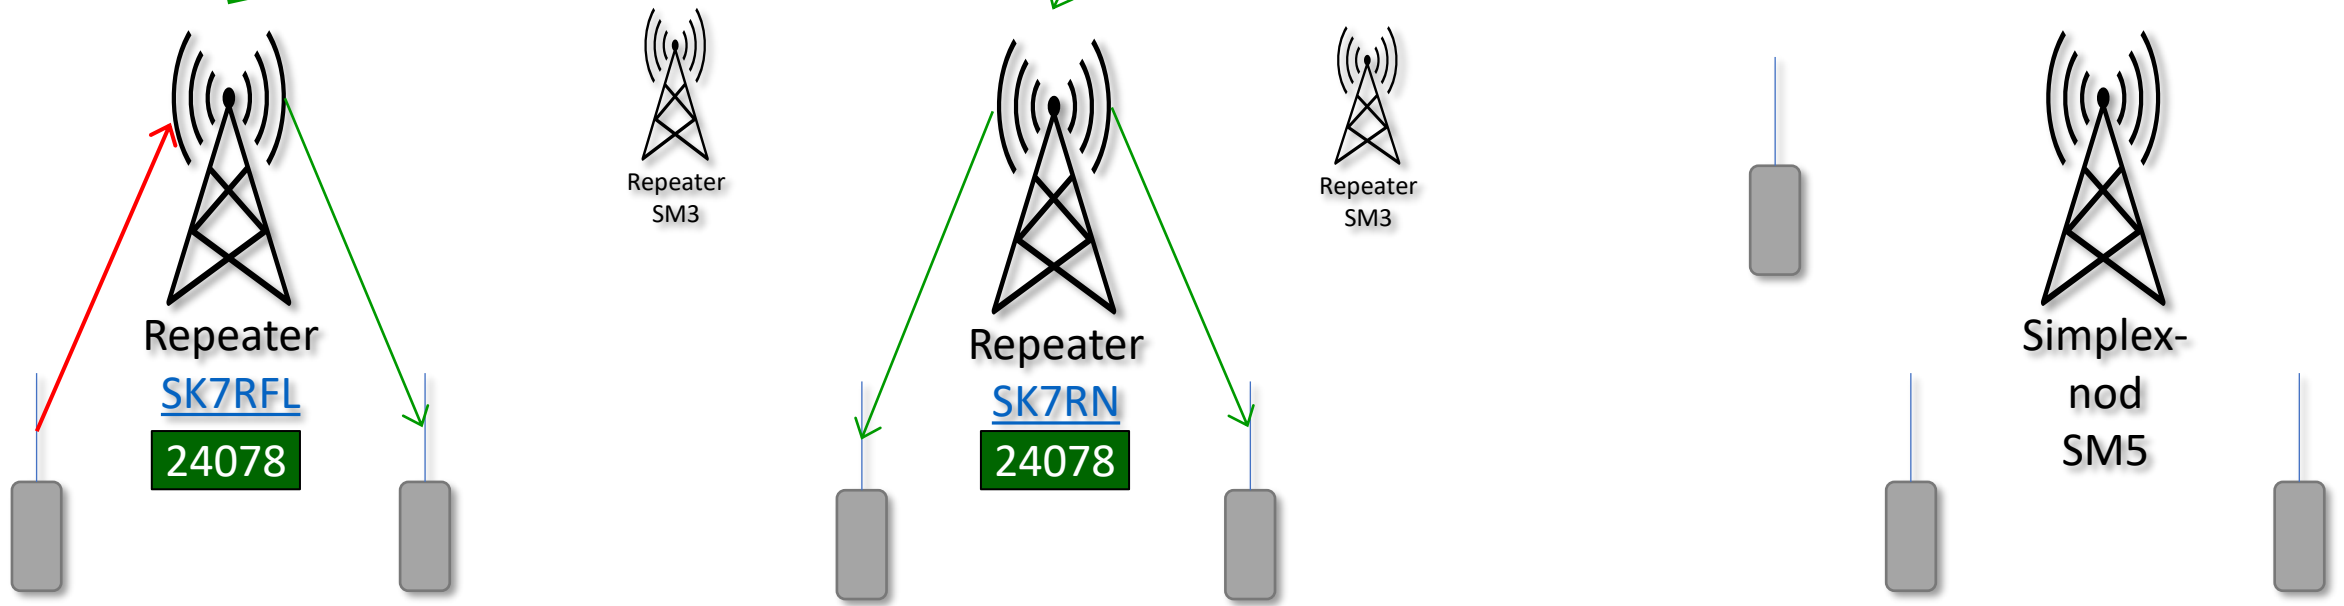 Repeater
SK7RFL
24078
Repeater
SM3
Repeater
SK7RN
24078
Repeater
SM3
Simplex-
nod
SM5